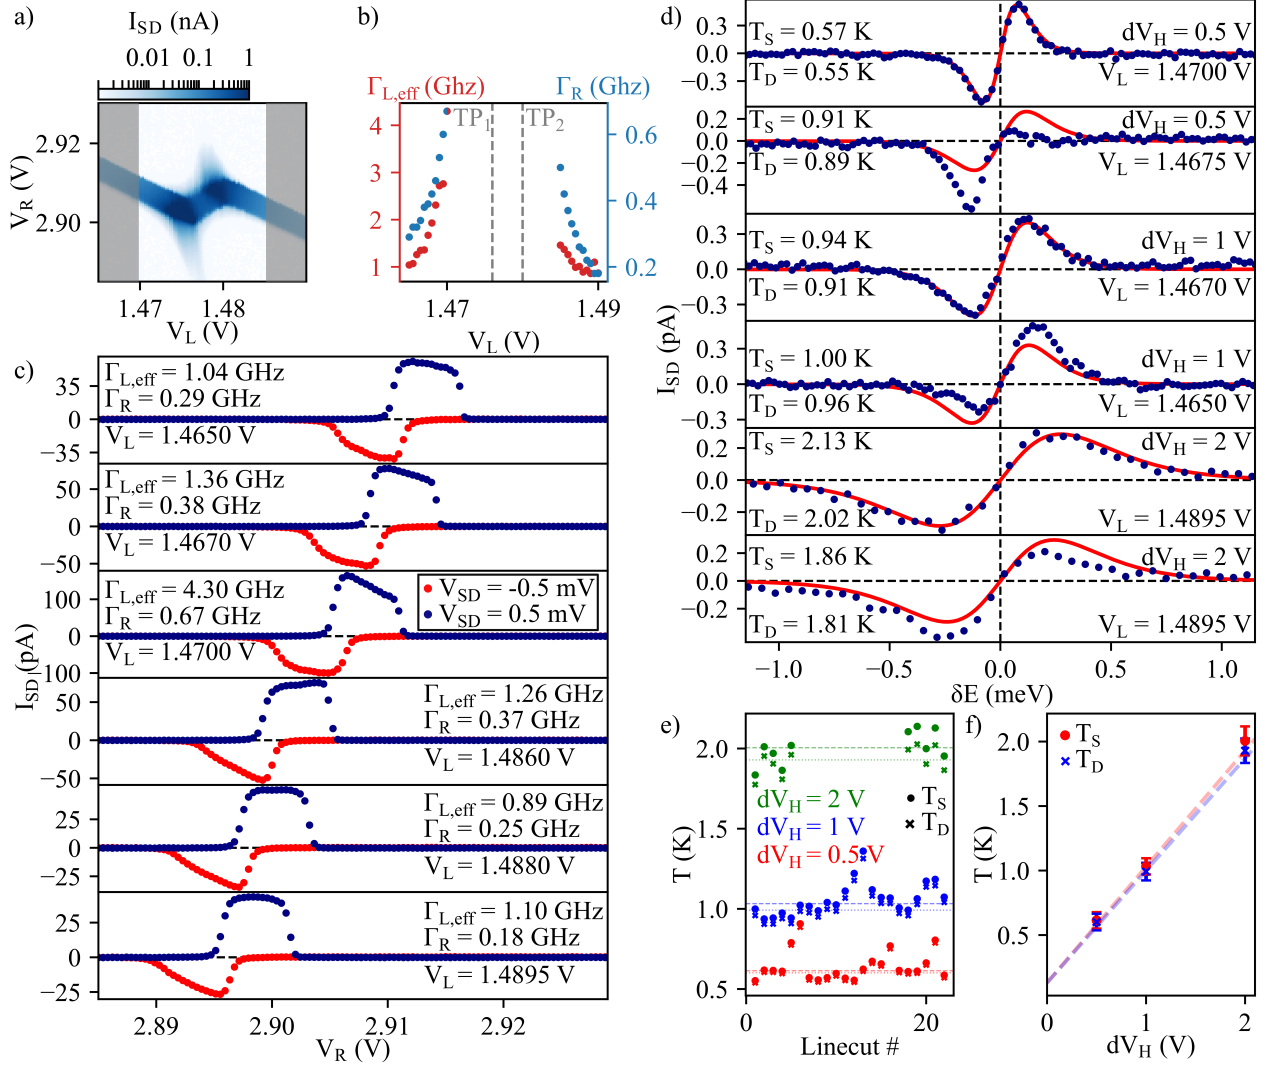 a)
I_SD (nA)
0.01 0.1 1
V_R (V)
2.92
2.90
1.47 1.48
V_L (V)
b)
Γ_L,eff (Ghz)
Γ_R (Ghz)
TP_1
TP_2
4
3
2
1
0.6
0.4
0.2
1.47 1.49
V_L (V)
c)
I_SD (pA)
Γ_L,eff = 1.04 GHz
Γ_R = 0.29 GHz
V_L = 1.4650 V
35
0
−35
Γ_L,eff = 1.36 GHz
Γ_R = 0.38 GHz
V_L = 1.4670 V
50
0
−50
Γ_L,eff = 4.30 GHz
Γ_R = 0.67 GHz
V_L = 1.4700 V
100
0
100
V_SD = -0.5 mV
V_SD = 0.5 mV
Γ_L,eff = 1.26 GHz
Γ_R = 0.37 GHz
V_L = 1.4860 V
0
−50
Γ_L,eff = 0.89 GHz
Γ_R = 0.25 GHz
V_L = 1.4880 V
25
0
−25
Γ_L,eff = 1.10 GHz
Γ_R = 0.18 GHz
V_L = 1.4895 V
25
0
−25
2.89 2.90 2.91 2.92
V_R (V)
d)
I_SD (pA)
T_S = 0.57 K
dV_H = 0.5 V
T_D = 0.55 K
V_L = 1.4700 V
0.3
0.0
−0.3
T_S = 0.91 K
dV_H = 0.5 V
T_D = 0.89 K
V_L = 1.4675 V
0.2
0.0
−0.2
−0.4
T_S = 0.94 K
dV_H = 1 V
T_D = 0.91 K
V_L = 1.4670 V
0.3
0.0
−0.3
T_S = 1.00 K
dV_H = 1 V
T_D = 0.96 K
V_L = 1.4650 V
0.3
0.0
−0.3
T_S = 2.13 K
dV_H = 2 V
T_D = 2.02 K
V_L = 1.4895 V
0.2
0.0
−0.2
T_S = 1.86 K
dV_H = 2 V
T_D = 1.81 K
V_L = 1.4895 V
0.2
0.0
−0.2
−1.0 −0.5 0.0 0.5 1.0
δE (meV)
e)
T (K)
2.0
1.5
1.0
0.5
dV_H = 2 V
dV_H = 1 V
dV_H = 0.5 V
T_S
T_D
0 20
Linecut #
f)
T_S
T_D
T (K)
2.0
1.5
1.0
0.5
0 1 2
dV_H (V)